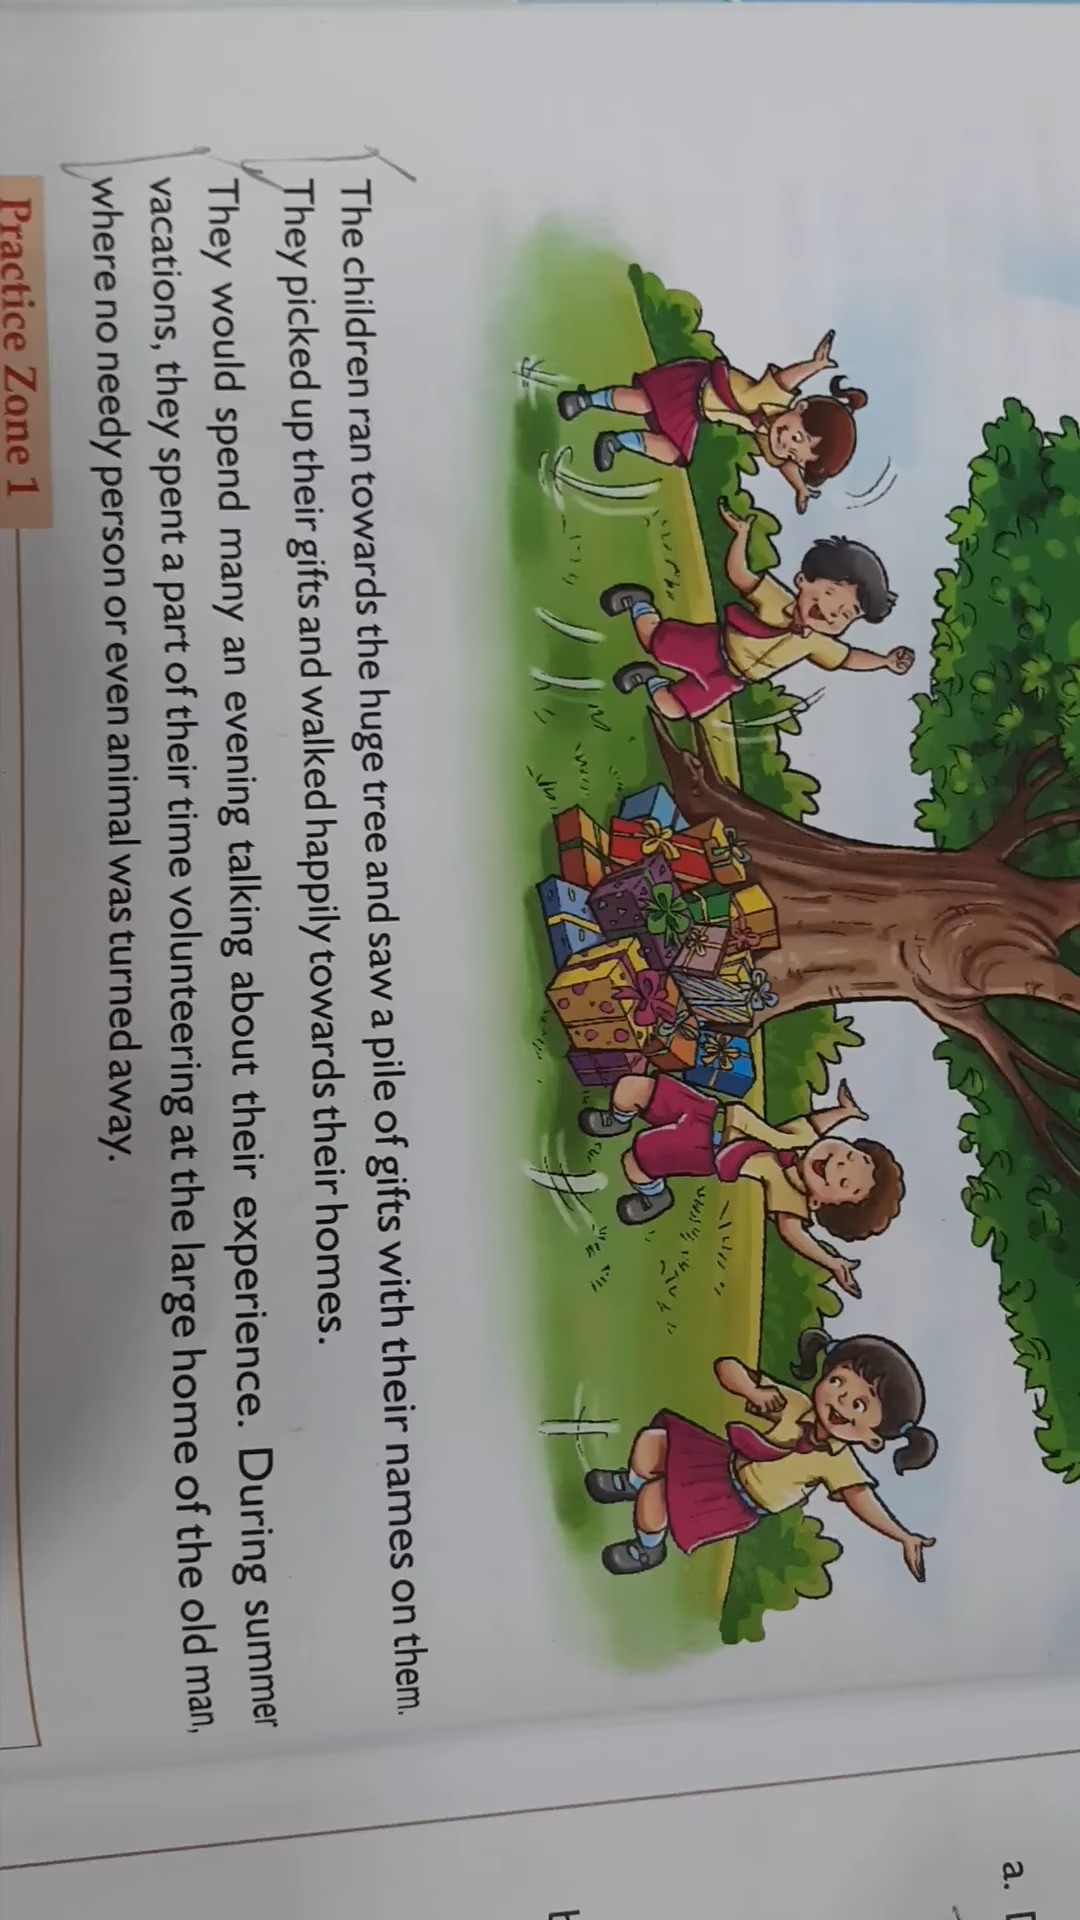 The children ran towards the huge tree and saw a pile of gifts with their names on them.
They picked up their gifts and walked happily towards their homes.
They would spend many an evening talking about their experience. During summer
vacations, they spent a part of their time volunteering at the large home of the old man,
where no needy person or even animal was turned away.
Practice Zone 1
a.